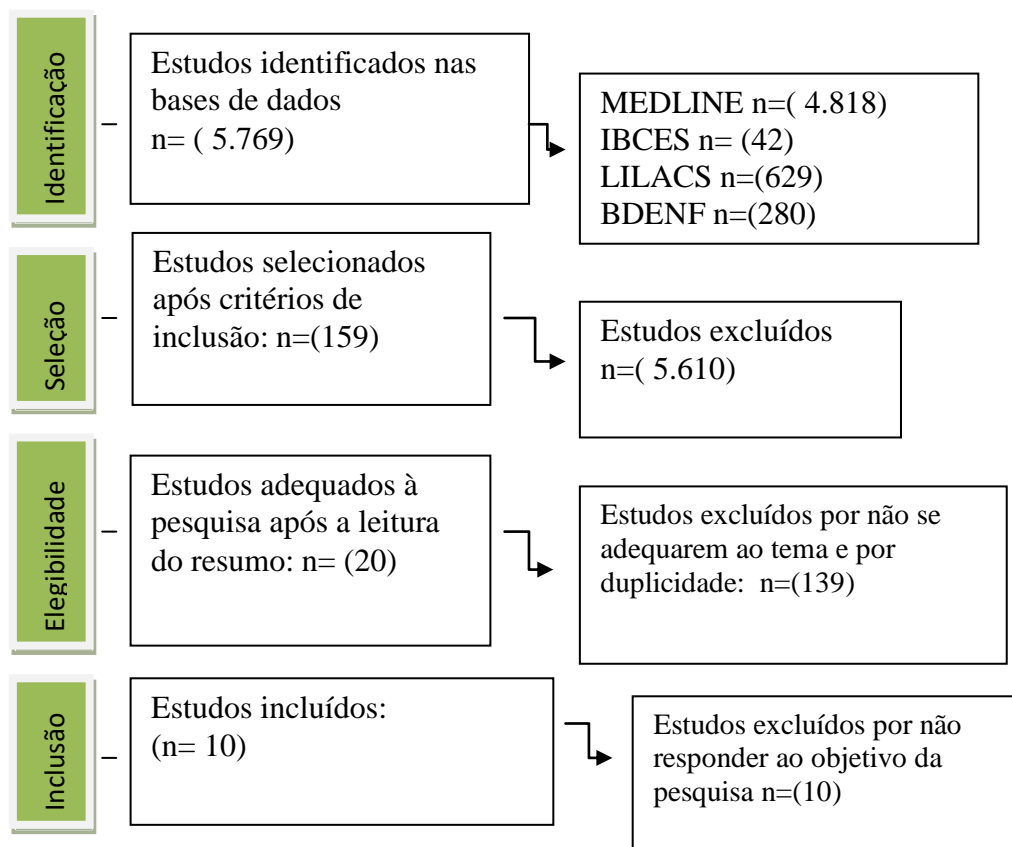 Identificação
Estudos identificados nas
bases de dados
n= ( 5.769)
MEDLINE n=( 4.818)
IBCES n= (42)
LILACS n=(629)
BDENF n=(280)
Seleção
Estudos selecionados
após critérios de
inclusão: n=(159)
Estudos excluídos
n=( 5.610)
Elegibilidade
Estudos adequados à
pesquisa após a leitura
do resumo: n= (20)
Estudos excluídos por não se
adequarem ao tema e por
duplicidade: n=(139)
Inclusão
Estudos incluídos:
(n= 10)
Estudos excluídos por não
responder ao objetivo da
pesquisa n=(10)